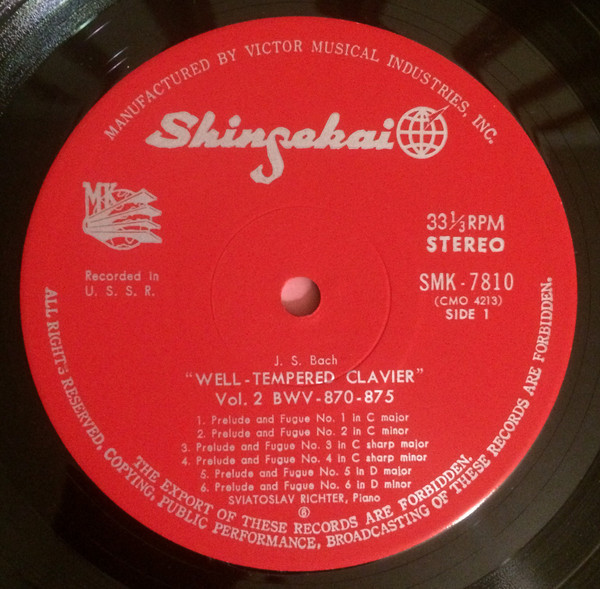 MANUFACTURED BY VICTOR MUSICAL INDUSTRIES, INC.
Shinsekai
MK
Recorded in
U. S. S. R.
33 1/3 RPM
STEREO
SMK-7810
(CMO 4213)
SIDE 1
J. S. Bach
"WELL-TEMPERED CLAVIER"
Vol. 2 BWV-870-875
1. Prelude and Fugue No. 1 in C major
2. Prelude and Fugue No. 2 in C minor
3. Prelude and Fugue No. 3 in C sharp major
4. Prelude and Fugue No. 4 in C sharp minor
5. Prelude and Fugue No. 5 in D major
6. Prelude and Fugue No. 6 in D minor
SVIATOSLAV RICHTER, Piano
THE EXPORT OF THESE RECORDS ARE FORBIDDEN.
ALL RIGHTS RESERVED, COPYING, PUBLIC PERFORMANCE, BROADCASTING OF THESE RECORDS ARE FORBIDDEN.